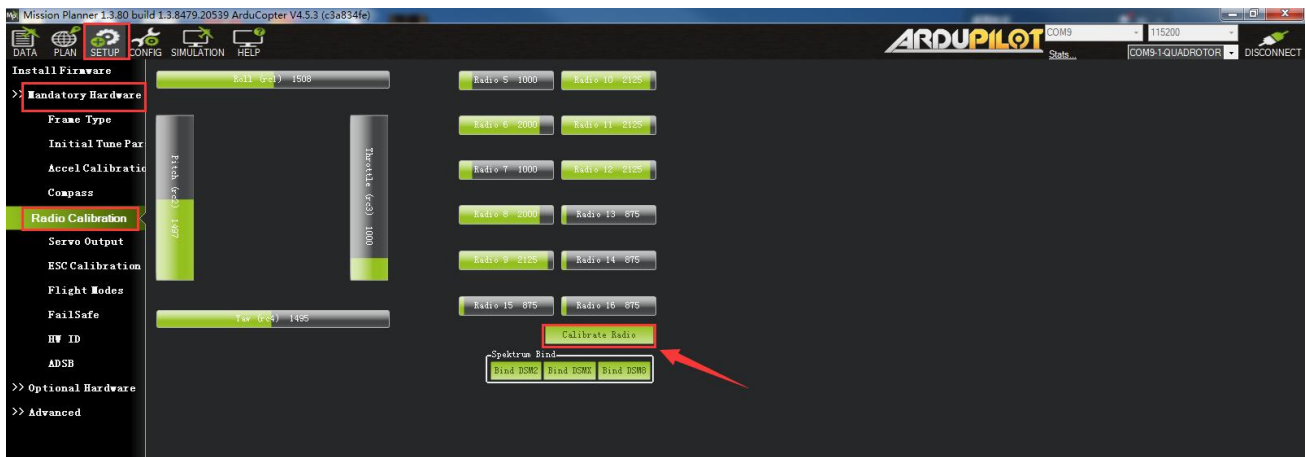 Mission Planner 1.3.80 build 1.3.8479.20539 ArduCopter V4.5.3 (c3a834fe)
DATA PLAN SETUP CONFIG SIMULATION HELP
ARDUPILOT
COM9 115200
Stats... COM9-1-QUADROTOR DISCONNECT
Install Firmware
>> Mandatory Hardware
Frame Type
Initial Tune Par
Accel Calibratio
Compass
Radio Calibration
Servo Output
ESC Calibration
Flight Modes
FailSafe
HW ID
ADSB
>> Optional Hardware
>> Advanced
Roll (rc1) 1508
Pitch (rc2) 1497
Throttle (rc3) 1000
Yaw (rc4) 1495
Radio 5 1000 Radio 10 2125
Radio 6 2000 Radio 11 2125
Radio 7 1000 Radio 12 2125
Radio 8 2000 Radio 13 875
Radio 9 2125 Radio 14 875
Radio 15 875 Radio 16 875
Calibrate Radio
Spektrum Bind
Bind DSM2 Bind DSMX Bind DSM8